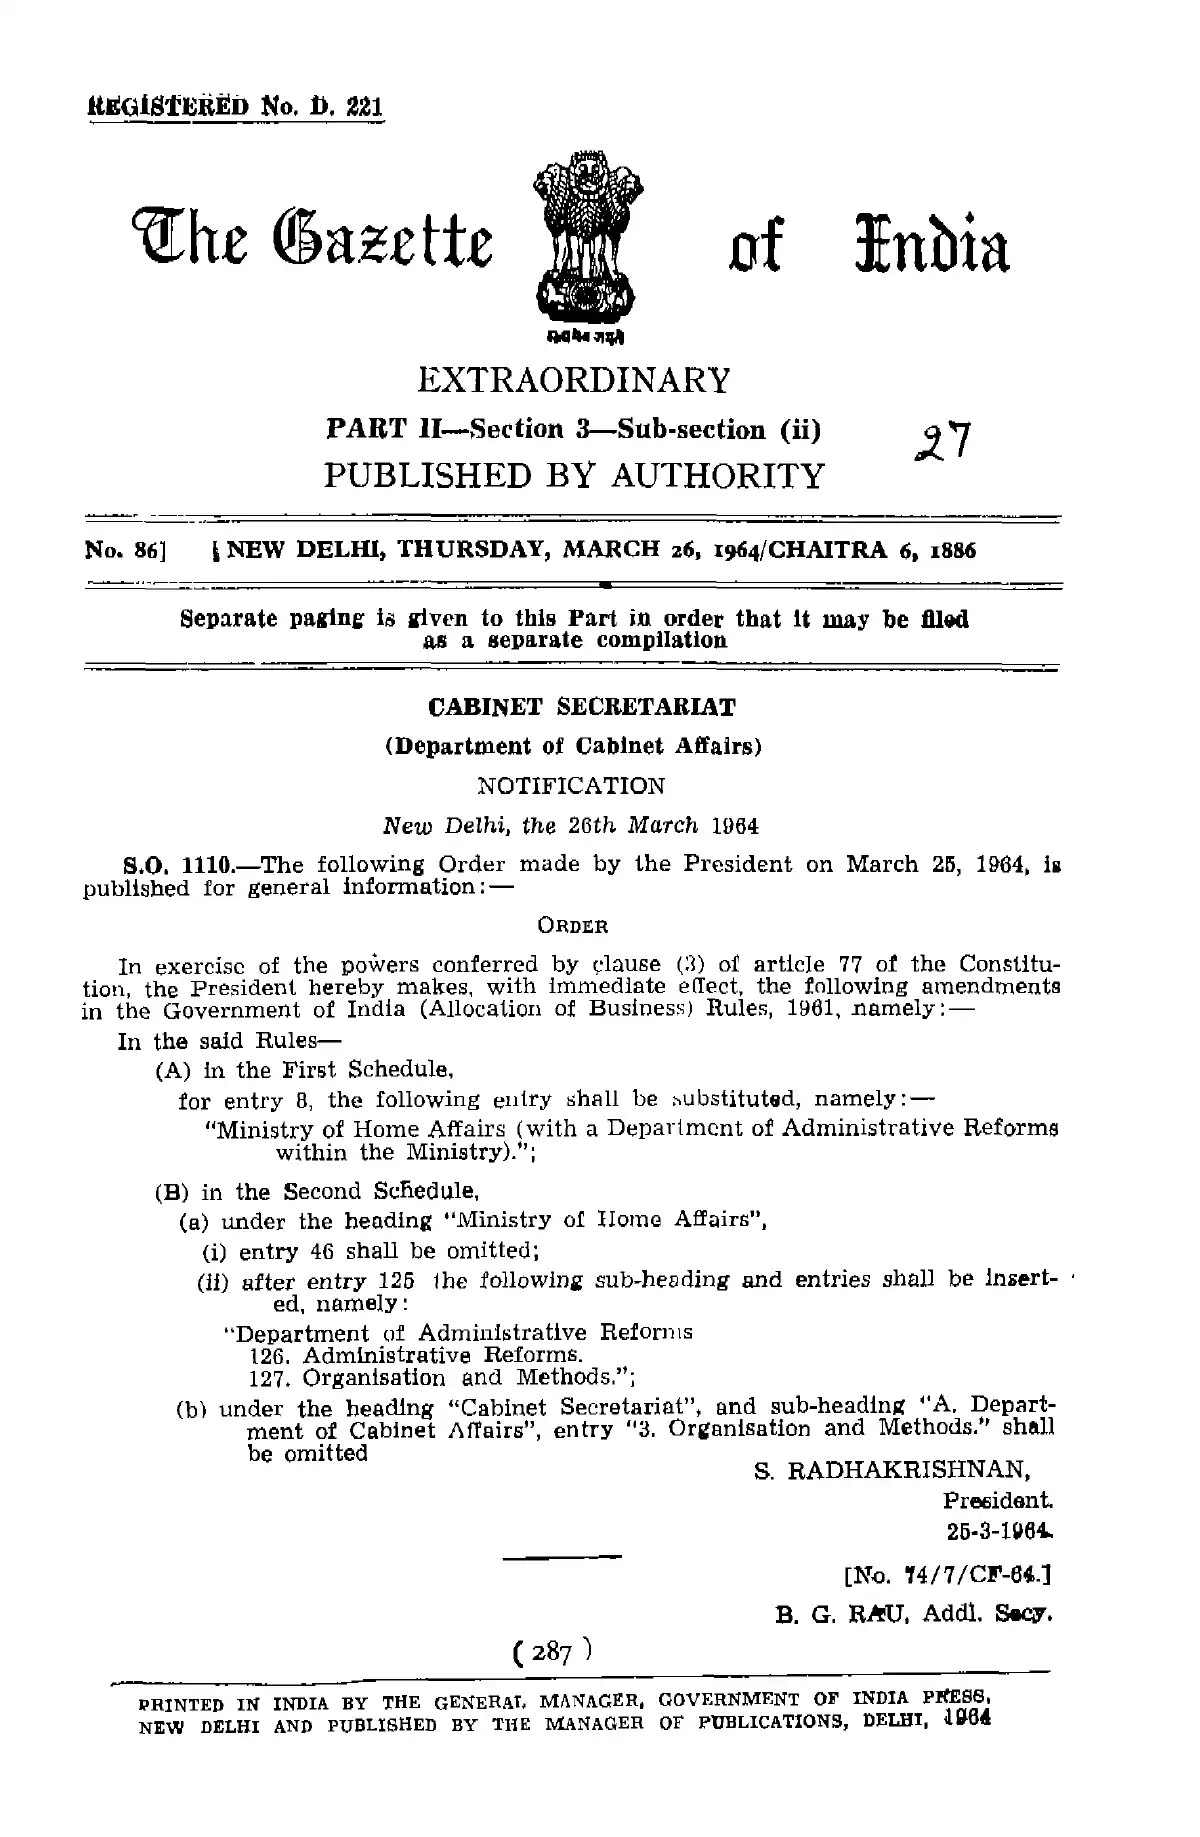 REGISTERED No. D. 221
The Gazette of India
EXTRAORDINARY
PART II—Section 3—Sub-section (ii)
27
PUBLISHED BY AUTHORITY
No. 86] [NEW DELHI, THURSDAY, MARCH 26, 1964/CHAITRA 6, 1886
Separate paging is given to this Part in order that it may be filed
as a separate compilation
CABINET SECRETARIAT
(Department of Cabinet Affairs)
NOTIFICATION
New Delhi, the 26th March 1964
S.O. 1110.—The following Order made by the President on March 25, 1964, is
published for general information:—
ORDER
In exercise of the powers conferred by clause (3) of article 77 of the Constitu-
tion, the President hereby makes, with immediate effect, the following amendments
in the Government of India (Allocation of Business) Rules, 1961, namely:—
In the said Rules—
(A) in the First Schedule,
for entry 8, the following entry shall be substituted, namely:—
"Ministry of Home Affairs (with a Department of Administrative Reforms
within the Ministry).";
(B) in the Second Schedule,
(a) under the heading "Ministry of Home Affairs",
(i) entry 46 shall be omitted;
(ii) after entry 125 the following sub-heading and entries shall be insert-
ed, namely:
"Department of Administrative Reforms
126. Administrative Reforms.
127. Organisation and Methods.";
(b) under the heading "Cabinet Secretariat", and sub-heading "A. Depart-
ment of Cabinet Affairs", entry "3. Organisation and Methods." shall
be omitted
S. RADHAKRISHNAN,
President.
25-3-1964.
[No. 74/7/CF-64.]
B. G. RAU, Addl. Secy.
(287)
PRINTED IN INDIA BY THE GENERAL MANAGER, GOVERNMENT OF INDIA PRESS,
NEW DELHI AND PUBLISHED BY THE MANAGER OF PUBLICATIONS, DELHI, 1964